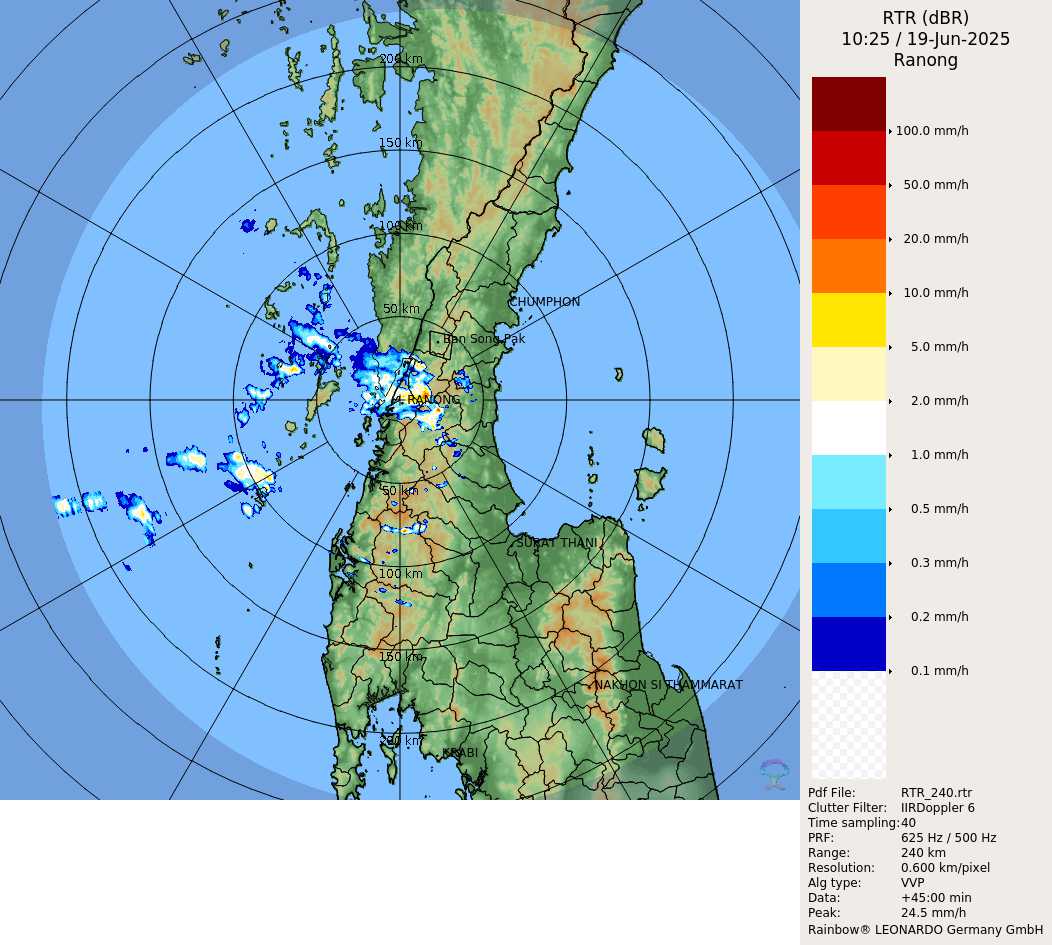 RTR (dBR)
10:25 / 19-Jun-2025
Ranong
200 km
150 km
100 km
50 km
CHUMPHON
Ban Song Pak
RANONG
50 km
SURAT THANI
100 km
150 km
NAKHON SI THAMMARAT
200 km
KRABI
100.0 mm/h
50.0 mm/h
20.0 mm/h
10.0 mm/h
5.0 mm/h
2.0 mm/h
1.0 mm/h
0.5 mm/h
0.3 mm/h
0.2 mm/h
0.1 mm/h
Pdf File: RTR_240.rtr
Clutter Filter: IIRDoppler 6
Time sampling:40
PRF: 625 Hz / 500 Hz
Range: 240 km
Resolution: 0.600 km/pixel
Alg type: VVP
Data: +45:00 min
Peak: 24.5 mm/h
Rainbow® LEONARDO Germany GmbH